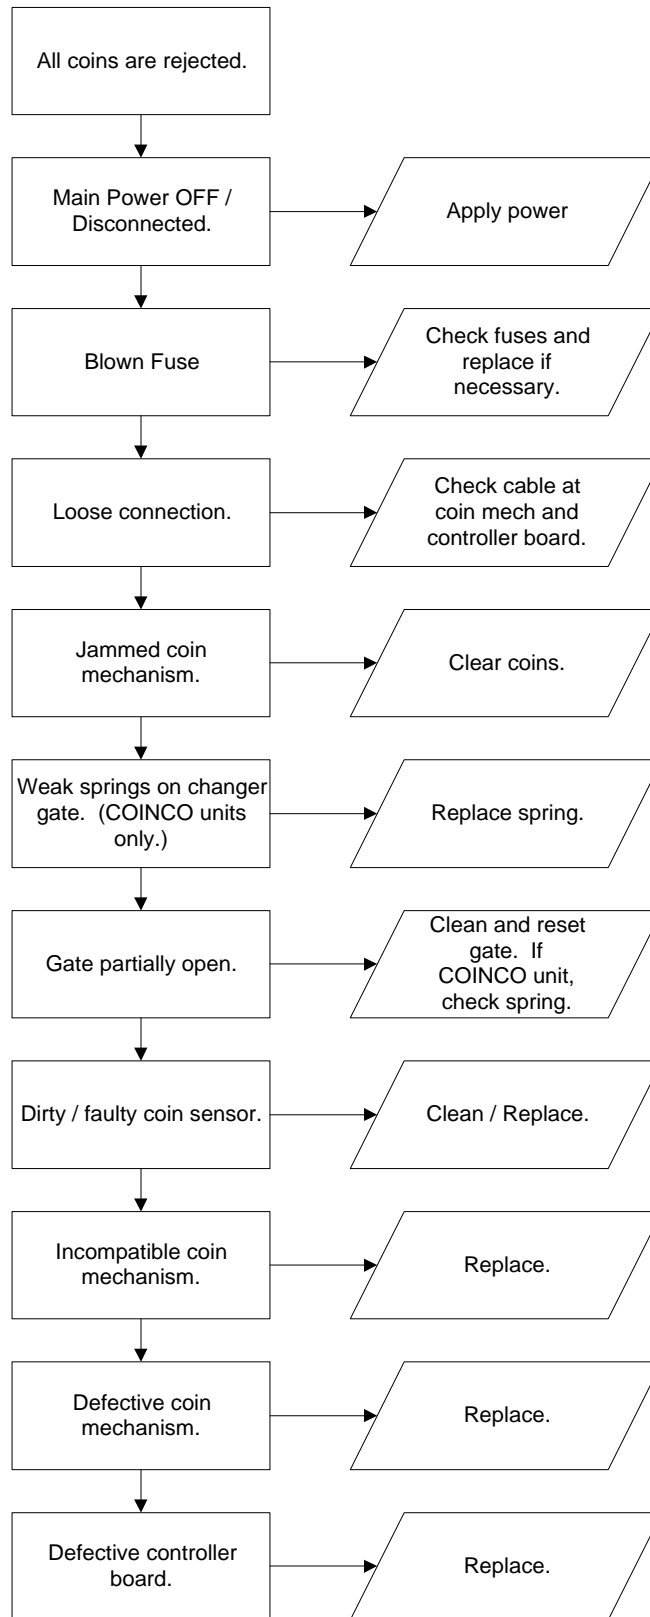 All coins are rejected.
Main Power OFF /
Disconnected.
Apply power
Blown Fuse
Check fuses and
replace if
necessary.
Loose connection.
Check cable at
coin mech and
controller board.
Jammed coin
mechanism.
Clear coins.
Weak springs on changer
gate.  (COINCO units
only.)
Replace spring.
Gate partially open.
Clean and reset
gate.  If
COINCO unit,
check spring.
Dirty / faulty coin sensor.
Clean / Replace.
Incompatible coin
mechanism.
Replace.
Defective coin
mechanism.
Replace.
Defective controller
board.
Replace.